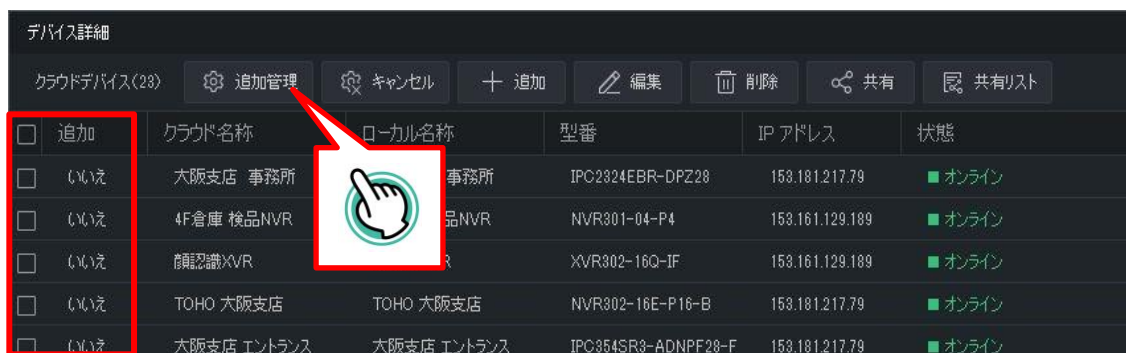 デバイス詳細
クラウドデバイス(23) 追加管理 キャンセル 追加 編集 削除 共有 共有リスト
追加 クラウド名称 ローカル名称 型番 IP アドレス 状態
いいえ 大阪支店 事務所 事務所 IPC2324EBR-DPZ28 153.181.217.79 オンライン
いいえ 4F倉庫 検品NVR 品NVR NVR301-04-P4 153.161.129.189 オンライン
いいえ 顔認識XVR XVR302-16Q-IF 153.161.129.189 オンライン
いいえ TOHO 大阪支店 TOHO 大阪支店 NVR302-16E-P16-B 153.181.217.79 オンライン
いいえ 大阪支店 エントランス 大阪支店 エントランス IPC354SR3-ADNPF28-F 153.181.217.79 オンライン